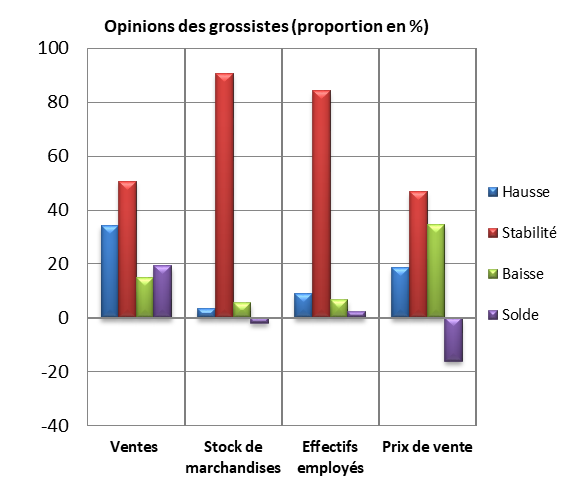 Opinions des grossistes (proportion en %)
100
80
60
40
20
0
-20
-40
Ventes
Stock de
marchandises
Effectifs
employés
Prix de vente
Hausse
Stabilité
Baisse
Solde